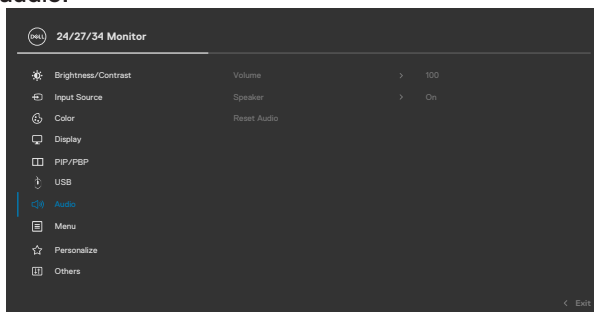 audio.
DELL 24/27/34 Monitor
Brightness/Contrast Volume > 100
Input Source Speaker > On
Color Reset Audio
Display
PIP/PBP
USB
Audio
Menu
Personalize
Others
< Exit